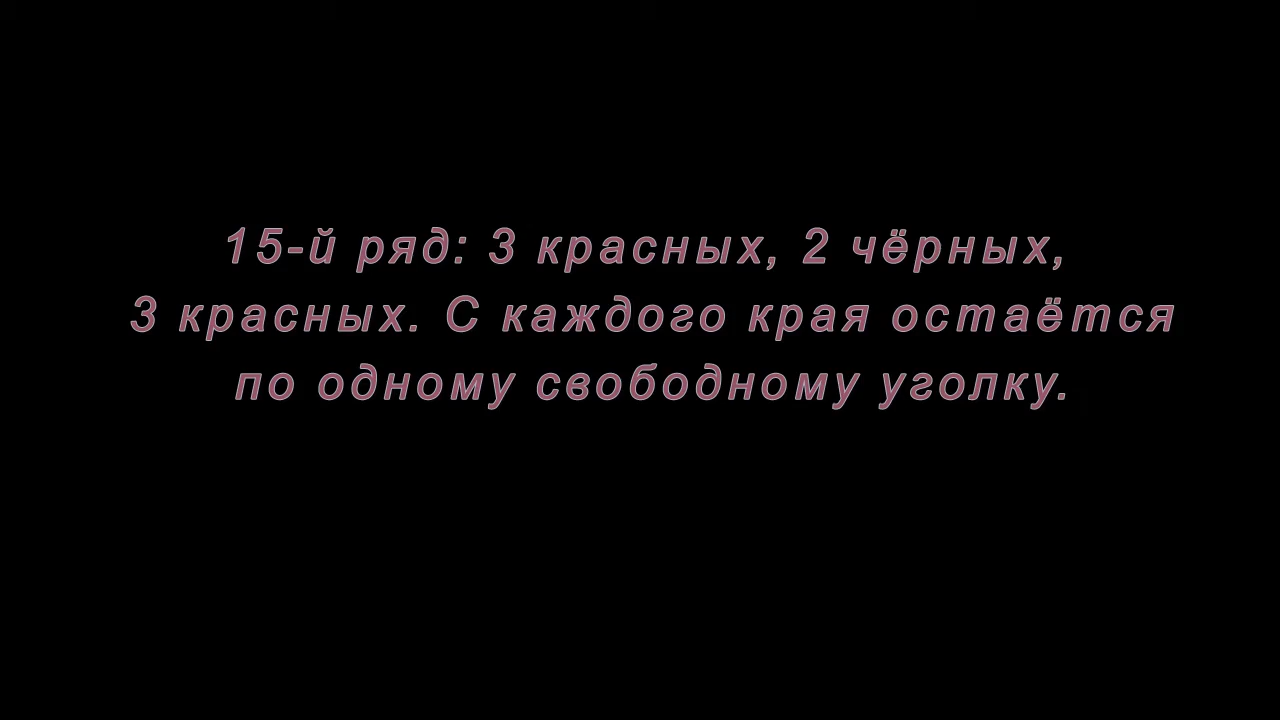 15-й ряд: 3 красных, 2 чёрных,
3 красных. С каждого края остаётся
по одному свободному уголку.